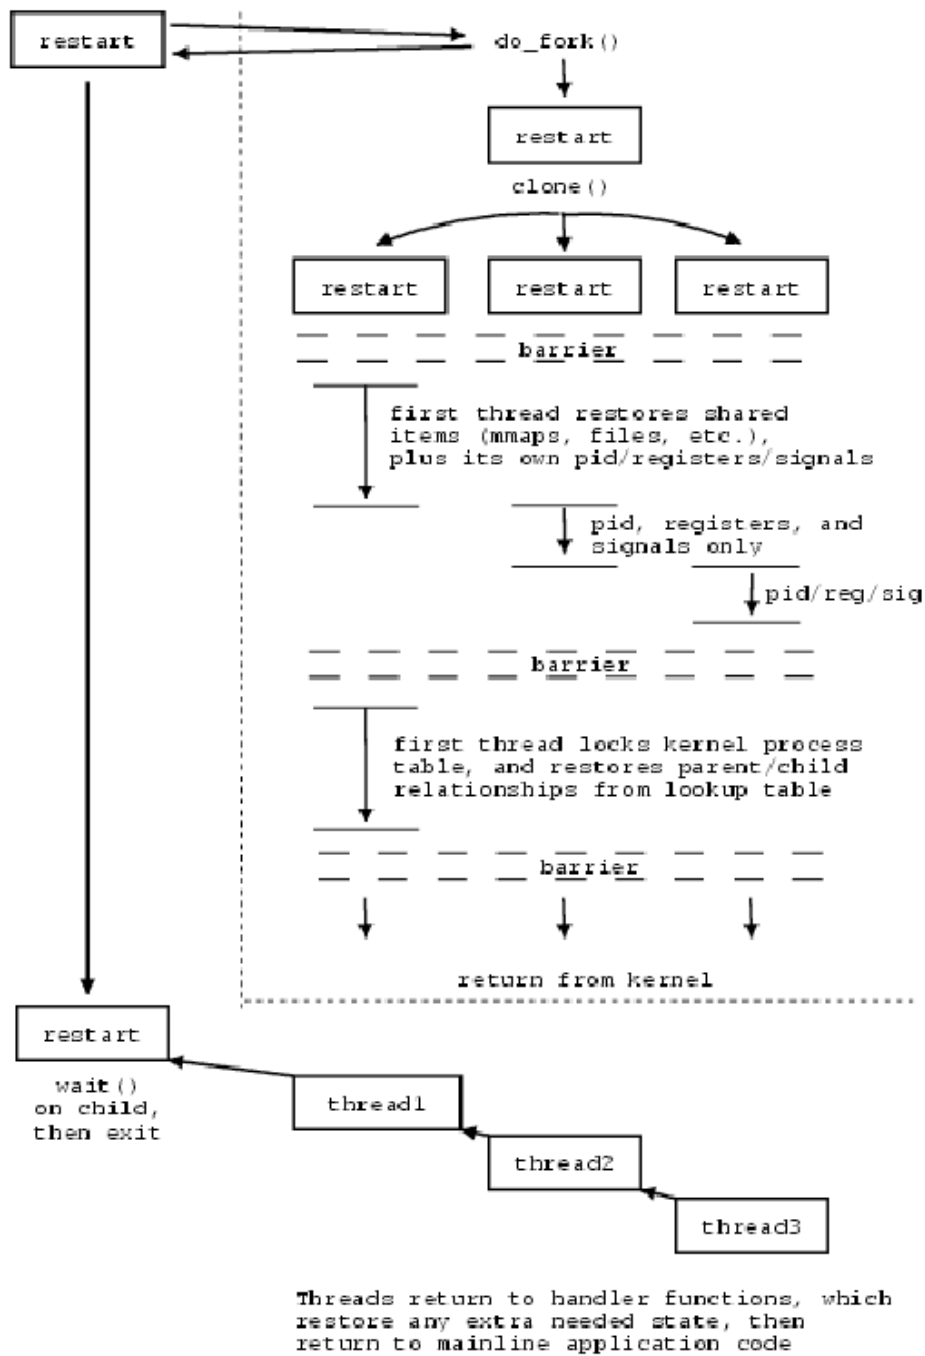 restart
do_fork()
restart
clone()
restart restart restart
barrier
first thread restores shared
items (mmaps, files, etc.),
plus its own pid/registers/signals
pid, registers, and
signals only
pid/reg/sig
barrier
first thread locks kernel process
table, and restores parent/child
relationships from lookup table
barrier
return from kernel
restart
wait()
on child,
then exit
thread1
thread2
thread3
Threads return to handler functions, which
restore any extra needed state, then
return to mainline application code